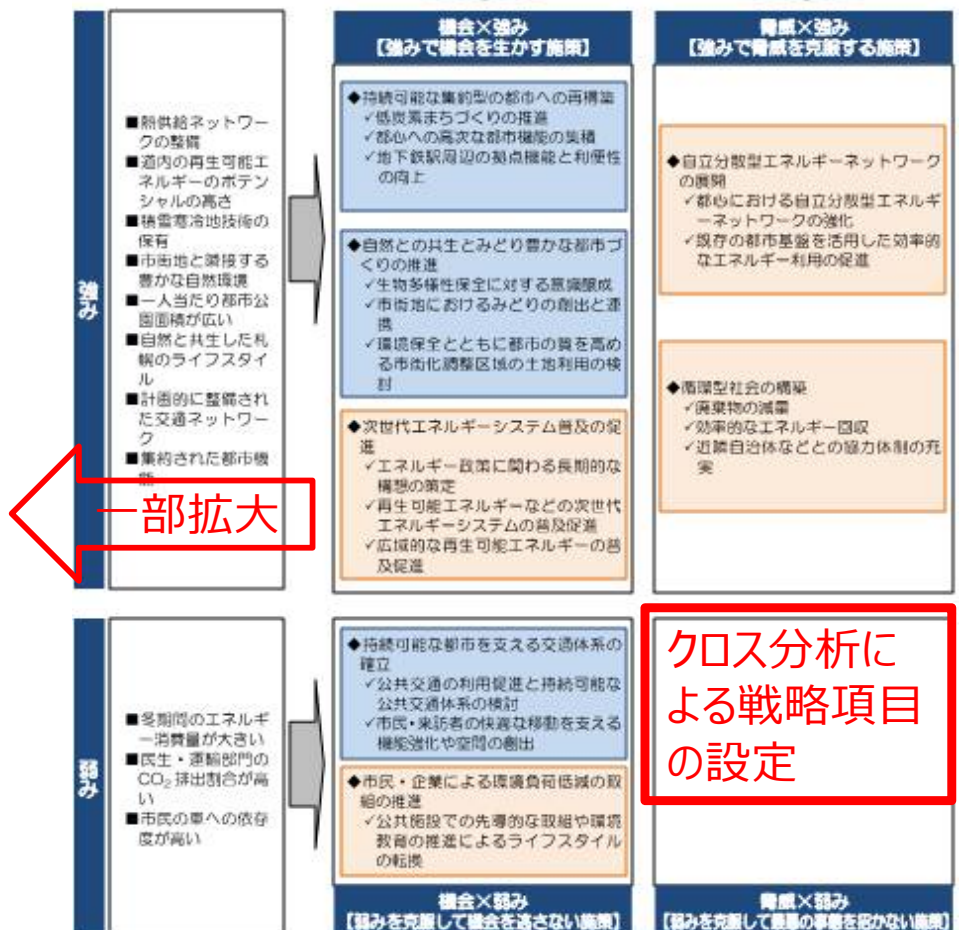 機会×強み
【強みで機会を生かす施策】
脅威×強み
【強みで脅威を克服する施策】
強み
■熱供給ネットワー
クの整備
■道内の再生可能エ
ネルギーのポテン
シャルの高さ
■積雪寒冷地技術の
保有
■市街地と隣接する
豊かな自然環境
■一人当たり都市公
園面積が広い
■自然と共生した札
幌のライフスタイ
ル
■計画的に整備され
た交通ネットワー
ク
■集約された都市機
能
一部拡大
◆持続可能な集約型の都市への再構築
✓低炭素まちづくりの推進
✓都心への高次な都市機能の集積
✓地下鉄駅周辺の拠点機能と利便性
の向上
◆自然との共生とみどり豊かな都市づ
くりの推進
✓生物多様性保全に対する意識醸成
✓市街地におけるみどりの創出と連
携
✓環境保全とともに都市の質を高め
る市街化調整区域の土地利用の検
討
◆次世代エネルギーシステム普及の促
進
✓エネルギー政策に関わる長期的な
構想の策定
✓再生可能エネルギーなどの次世代
エネルギーシステムの普及促進
✓広域的な再生可能エネルギーの普
及促進
◆自立分散型エネルギーネットワーク
の展開
✓都心における自立分散型エネルギ
ーネットワークの強化
✓既存の都市基盤を活用した効率的
なエネルギー利用の促進
◆循環型社会の構築
✓廃棄物の減量
✓効率的なエネルギー回収
✓近隣自治体などとの協力体制の充
実
弱み
■冬期間のエネルギ
ー消費量が大きい
■民生・運輸部門の
CO₂排出割合が高
い
■市民の車への依存
度が高い
◆持続可能な都市を支える交通体系の
確立
✓公共交通の利用促進と持続可能な
公共交通体系の検討
✓市民・来訪者の快適な移動を支える
機能強化や空間の創出
◆市民・企業による環境負荷低減の取
組の推進
✓公共施設での先導的な取組や環境
教育の推進によるライフスタイル
の転換
クロス分析に
よる戦略項目
の設定
機会×弱み
【弱みを克服して機会を逃さない施策】
脅威×弱み
【弱みを克服して最悪の事態を招かない施策】